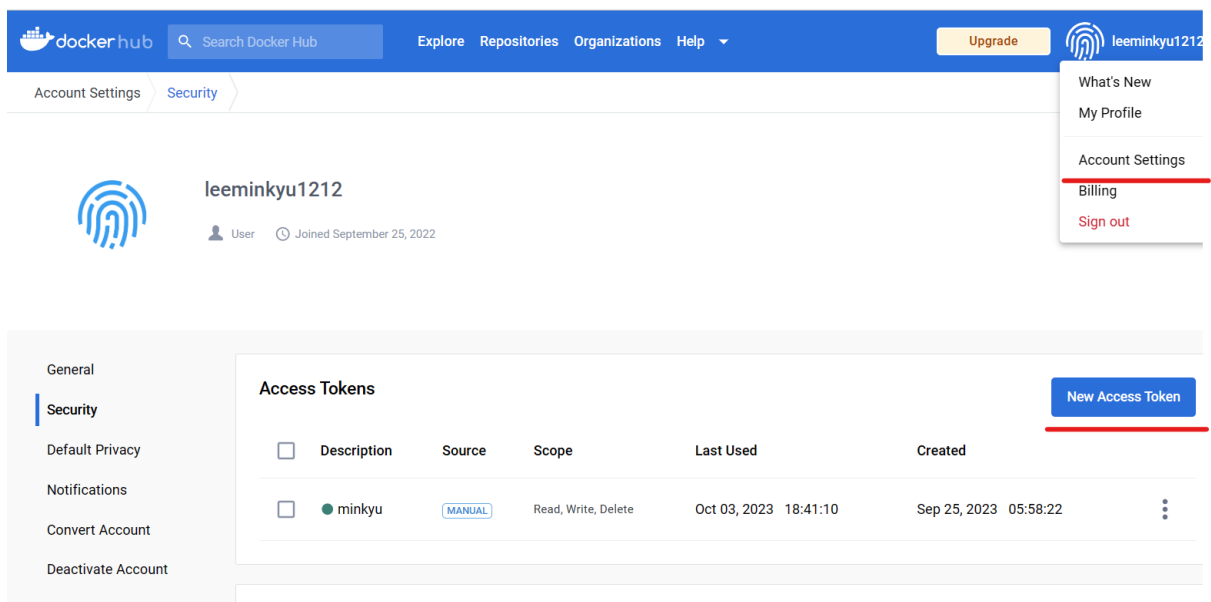 dockerhub Search Docker Hub Explore Repositories Organizations Help Upgrade leeminkyu1212
What's New
My Profile
Account Settings
Billing
Sign out
Account Settings Security
leeminkyu1212
User Joined September 25, 2022
General
Security
Default Privacy
Notifications
Convert Account
Deactivate Account
Access Tokens New Access Token
Description Source Scope Last Used Created
minkyu MANUAL Read, Write, Delete Oct 03, 2023 18:41:10 Sep 25, 2023 05:58:22